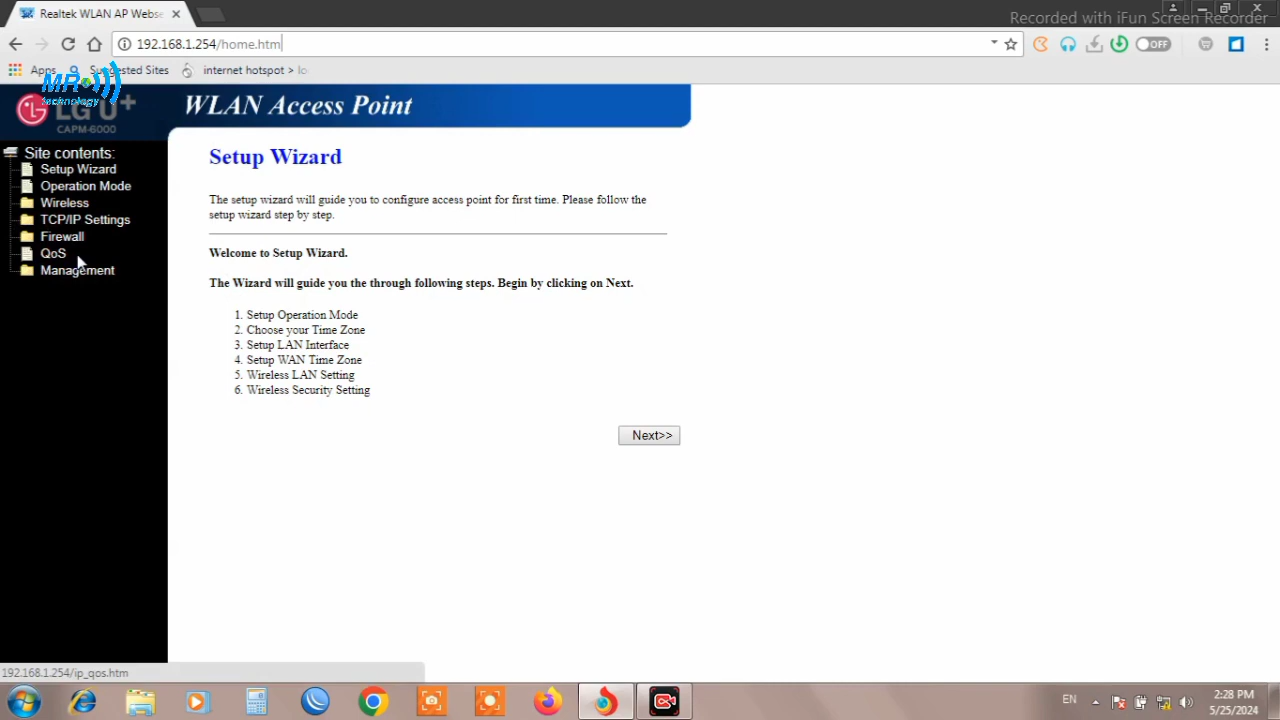 Realtek WLAN AP Webse
Recorded with iFun Screen Recorder
192.168.1.254/home.htm
OFF
Apps
Suggested Sites
internet hotspot > lo
MR
technology
LG U+
CAPM-6000
WLAN Access Point
Site contents:
Setup Wizard
Operation Mode
Wireless
TCP/IP Settings
Firewall
QoS
Management
Setup Wizard
The setup wizard will guide you to configure access point for first time. Please follow the
setup wizard step by step.
Welcome to Setup Wizard.
The Wizard will guide you the through following steps. Begin by clicking on Next.
1. Setup Operation Mode
2. Choose your Time Zone
3. Setup LAN Interface
4. Setup WAN Time Zone
5. Wireless LAN Setting
6. Wireless Security Setting
Next>>
192.168.1.254/ip_qos.htm
EN
2:28 PM
5/25/2024